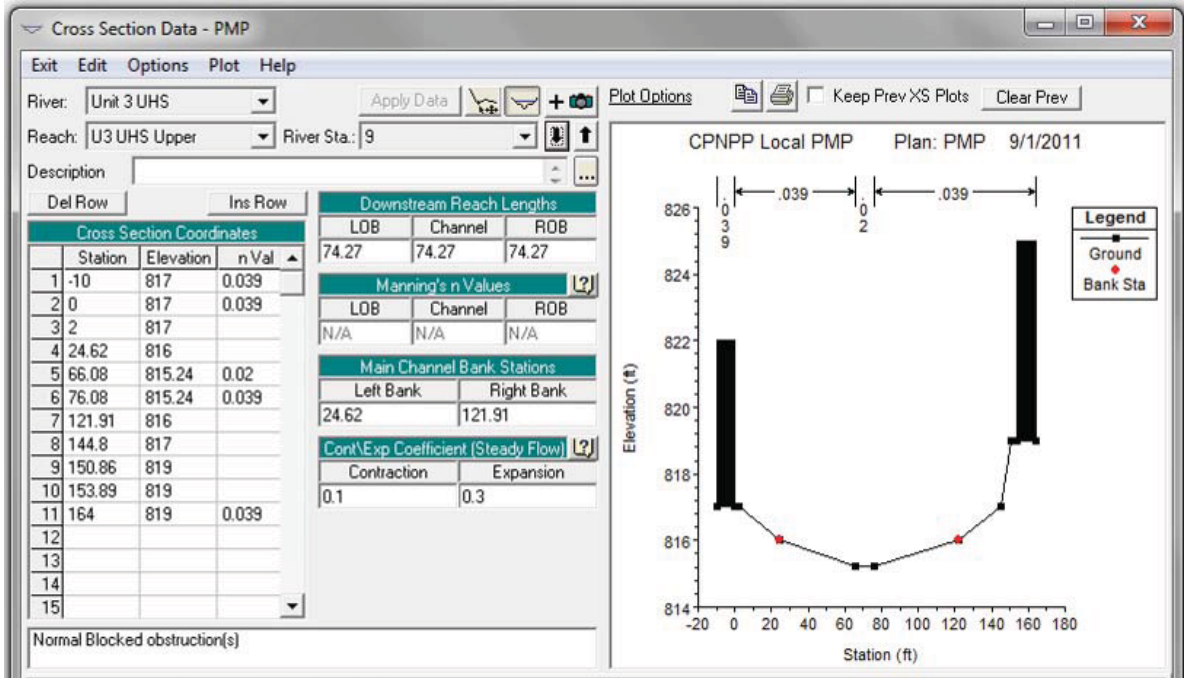 Cross Section Data - PMP
Exit Edit Options Plot Help
River: Unit 3 UHS Apply Data
Reach: U3 UHS Upper River Sta.: 9
Description ...
Del Row Ins Row
Cross Section Coordinates
Station Elevation n Val
1 -10 817 0.039
2 0 817 0.039
3 2 817
4 24.62 816
5 66.08 815.24 0.02
6 76.08 815.24 0.039
7 121.91 816
8 144.8 817
9 150.86 819
10 153.89 819
11 164 819 0.039
12
13
14
15
Downstream Reach Lengths
LOB Channel ROB
74.27 74.27 74.27
Manning's n Values
LOB Channel ROB
N/A N/A N/A
Main Channel Bank Stations
Left Bank Right Bank
24.62 121.91
Cont\Exp Coefficient (Steady Flow)
Contraction Expansion
0.1 0.3
Normal Blocked obstruction(s)
Plot Options Keep Prev XS Plots Clear Prev
CPNPP Local PMP Plan: PMP 9/1/2011
.039 .039 .02 .039
Legend
Ground
Bank Sta
826
824
822
820
818
816
814
Elevation (ft)
-20 0 20 40 60 80 100 120 140 160 180
Station (ft)